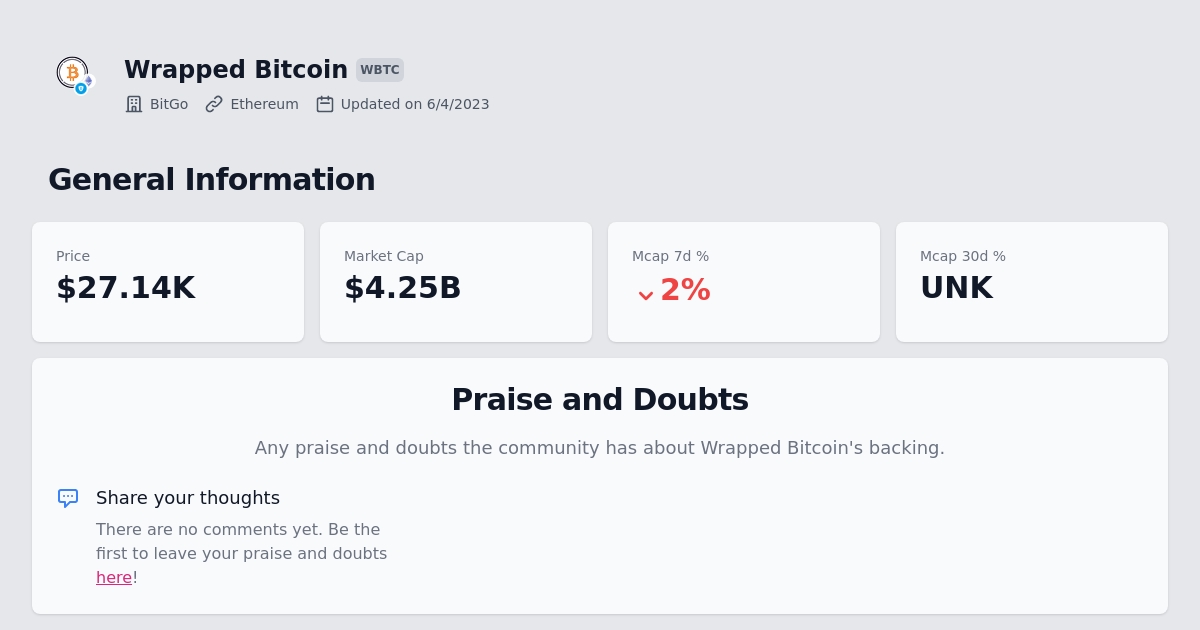 Wrapped Bitcoin WBTC
BitGo Ethereum Updated on 6/4/2023
General Information
Price
$27.14K
Market Cap
$4.25B
Mcap 7d %
2%
Mcap 30d %
UNK
Praise and Doubts
Any praise and doubts the community has about Wrapped Bitcoin's backing.
Share your thoughts
There are no comments yet. Be the
first to leave your praise and doubts
here!